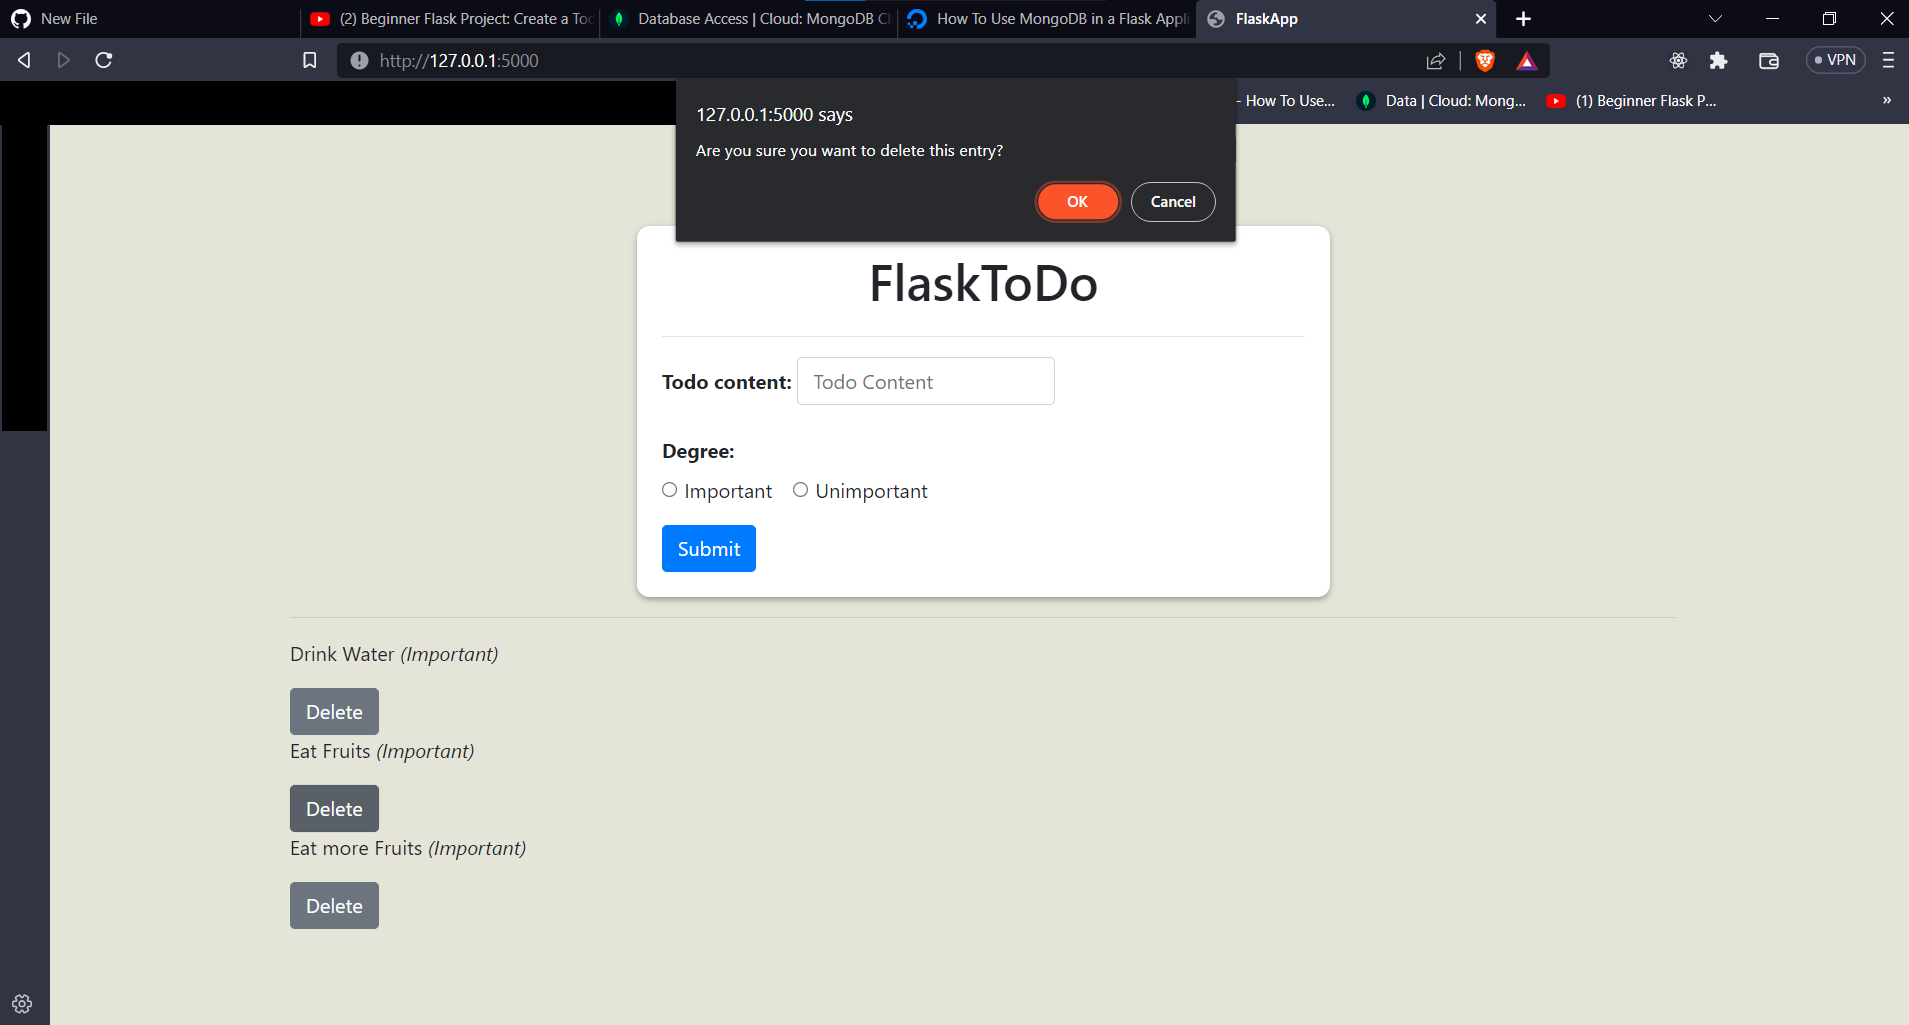 New File
(2) Beginner Flask Project: Create a Too
Database Access | Cloud: MongoDB Cl
How To Use MongoDB in a Flask Appli
FlaskApp
http://127.0.0.1:5000
VPN
- How To Use...
Data | Cloud: Mong...
(1) Beginner Flask P...
»
127.0.0.1:5000 says
Are you sure you want to delete this entry?
OK
Cancel
FlaskToDo
Todo content: Todo Content
Degree:
Important Unimportant
Submit
Drink Water (Important)
Delete
Eat Fruits (Important)
Delete
Eat more Fruits (Important)
Delete